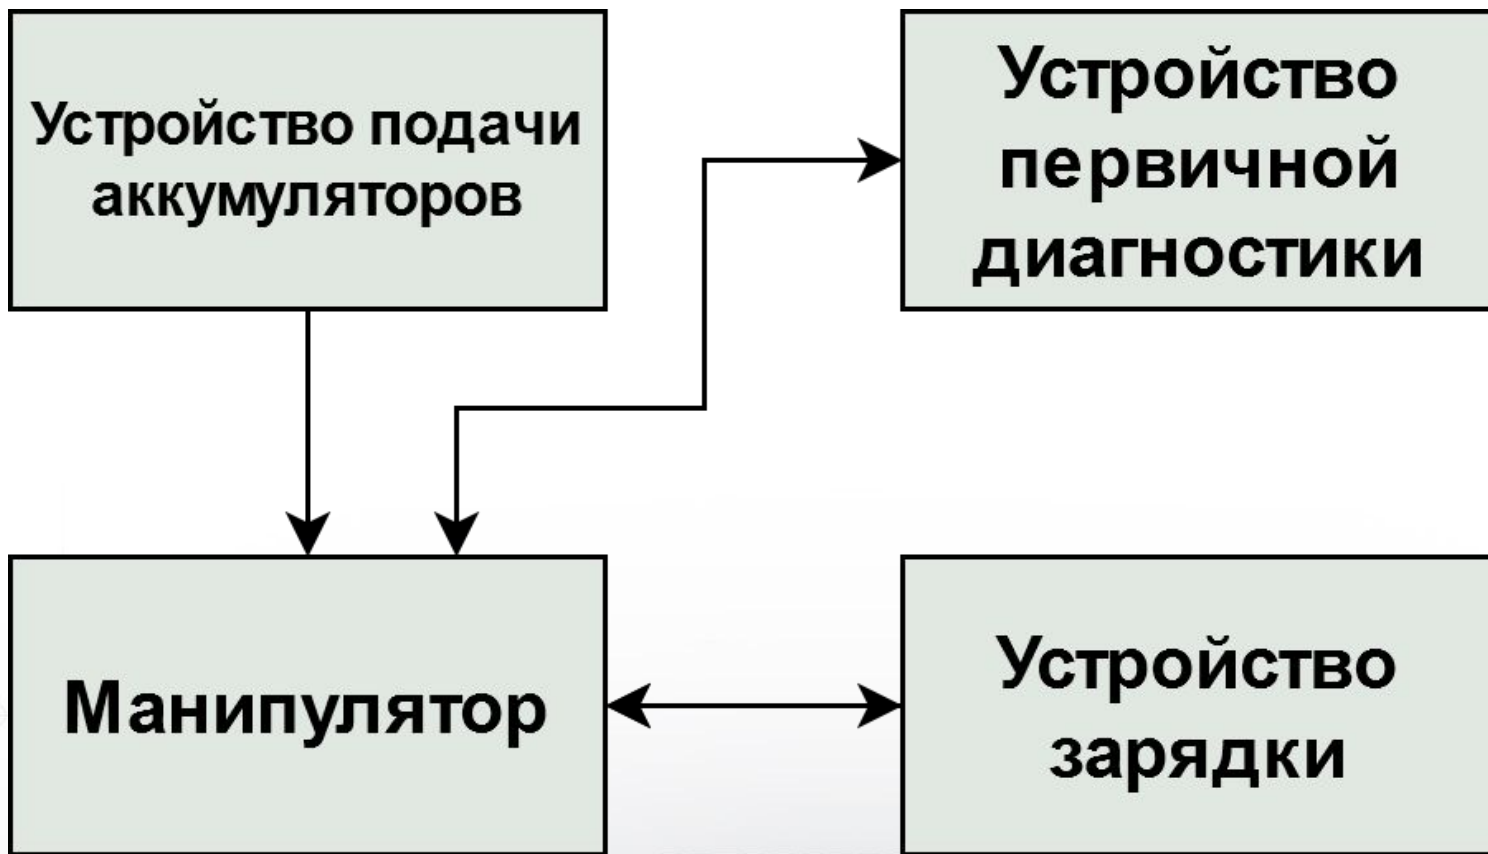 Устройство подачи
аккумуляторов
Устройство
первичной
диагностики
Манипулятор
Устройство
зарядки